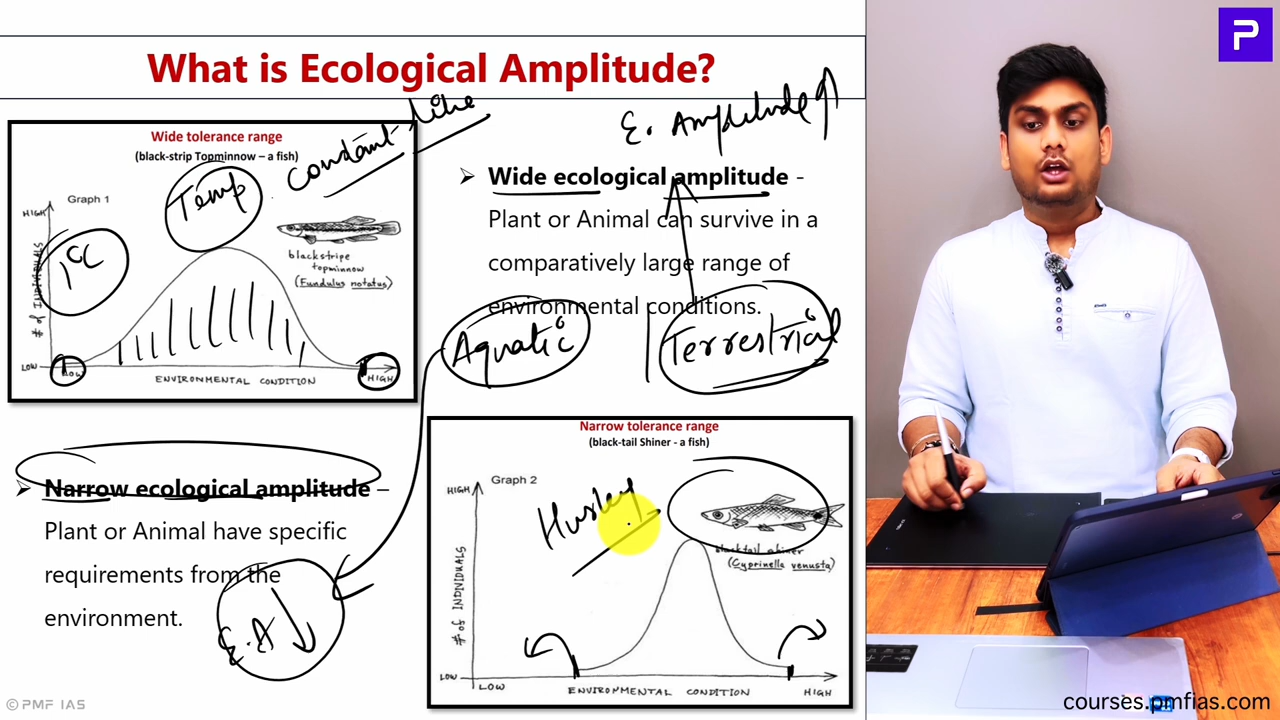 What is Ecological Amplitude?
Wide tolerance range
(black-strip Topminnow – a fish)
Constant-like
Graph 1
HIGH
Temp
1°C
# of INDIVIDUALS
blackstripe
topminnow
(Fundulus notatus)
LOW
LOW
ENVIRONMENTAL CONDITION
HIGH
E. Amplitude ↑
➤ Wide ecological amplitude -
Plant or Animal can survive in a
comparatively large range of
environmental conditions.
Aquatic | Terrestrial
➤ Narrow ecological amplitude –
Plant or Animal have specific
requirements from the
environment.
E.A ↓
Narrow tolerance range
(black-tail Shiner - a fish)
Graph 2
HIGH
# of INDIVIDUALS
blacktail shiner
(Cyprinella venusta)
LOW
LOW
ENVIRONMENTAL CONDITION
HIGH
P
© PMF IAS
courses.pmfias.com